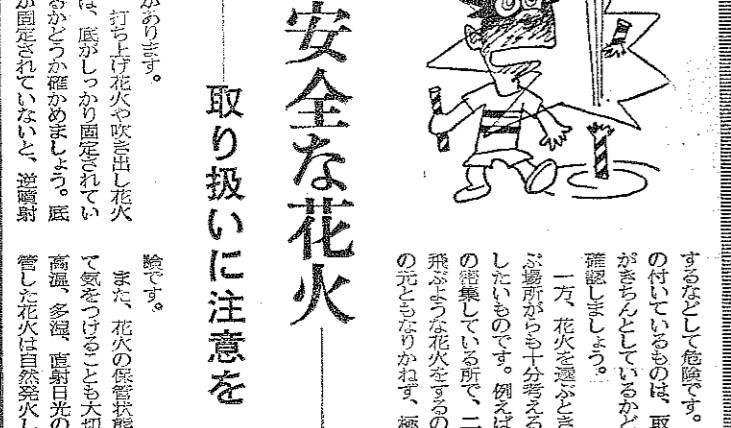 安全な花火
取り扱いに注意を
があります。
打ち上げ花火や吹き出し花火
は、底がしっかり固定されてい
るかどうか確かめましょう。底
が固定されていないと、逆噴射
するなどして危険です。
の付いているものは、取
がきちんとしているかど
確認しましょう。
一方、花火を選ぶとき
ぶ場所がらも十分考える
したいものです。例えば
の密集している所で、二
飛ぶような花火をするの
の元ともなりかねず、極
険です。
また、花火の保管状態
て気をつけることも大切
高温、多湿、直射日光の
管した花火は自然発火し